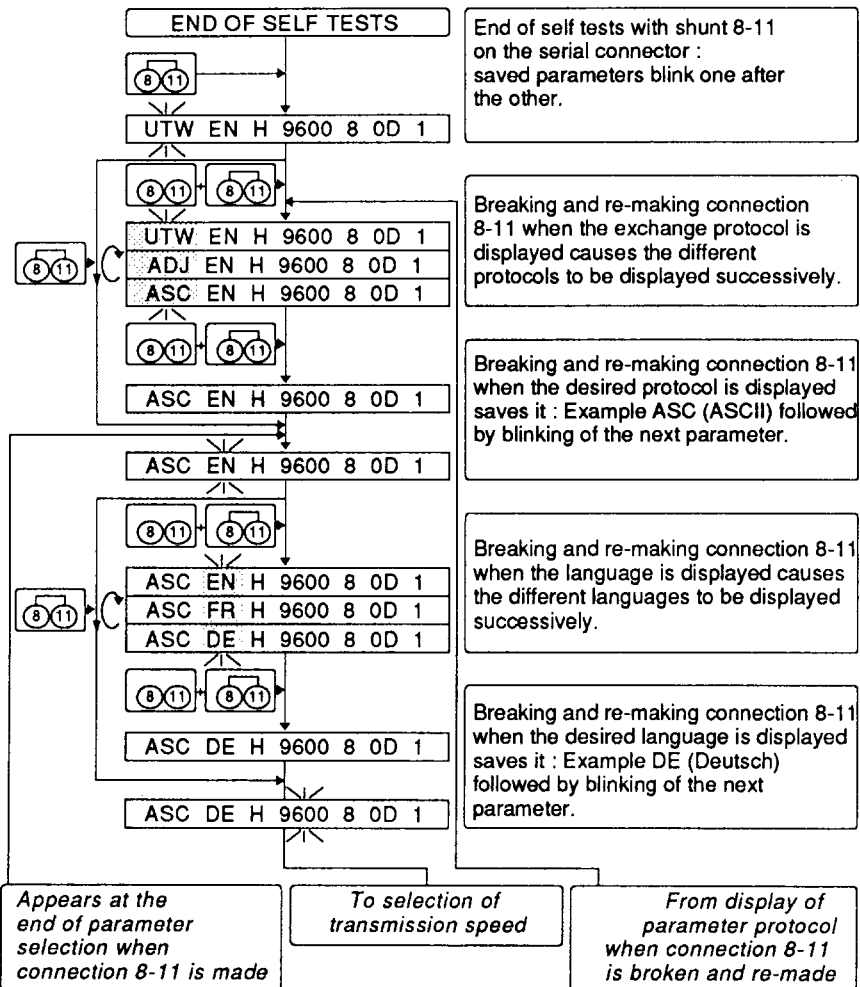 END OF SELF TESTS
End of self tests with shunt 8-11
on the serial connector :
saved parameters blink one after
the other.
8 11
UTW EN H 9600 8 0D 1
8 11 + 8 11
Breaking and re-making connection
8-11 when the exchange protocol is
displayed causes the different
protocols to be displayed successively.
UTW EN H 9600 8 0D 1
8 11
ADJ EN H 9600 8 0D 1
ASC EN H 9600 8 0D 1
8 11 + 8 11
Breaking and re-making connection 8-11
when the desired protocol is displayed
saves it : Example ASC (ASCII) followed
by blinking of the next parameter.
ASC EN H 9600 8 0D 1
ASC EN H 9600 8 0D 1
8 11 + 8 11
Breaking and re-making connection 8-11
when the language is displayed causes
the different languages to be displayed
successively.
ASC EN H 9600 8 0D 1
8 11
ASC FR H 9600 8 0D 1
ASC DE H 9600 8 0D 1
8 11 + 8 11
Breaking and re-making connection 8-11
when the desired language is displayed
saves it : Example DE (Deutsch)
followed by blinking of the next
parameter.
ASC DE H 9600 8 0D 1
ASC DE H 9600 8 0D 1
Appears at the
end of parameter
selection when
connection 8-11 is made
To selection of
transmission speed
From display of
parameter protocol
when connection 8-11
is broken and re-made